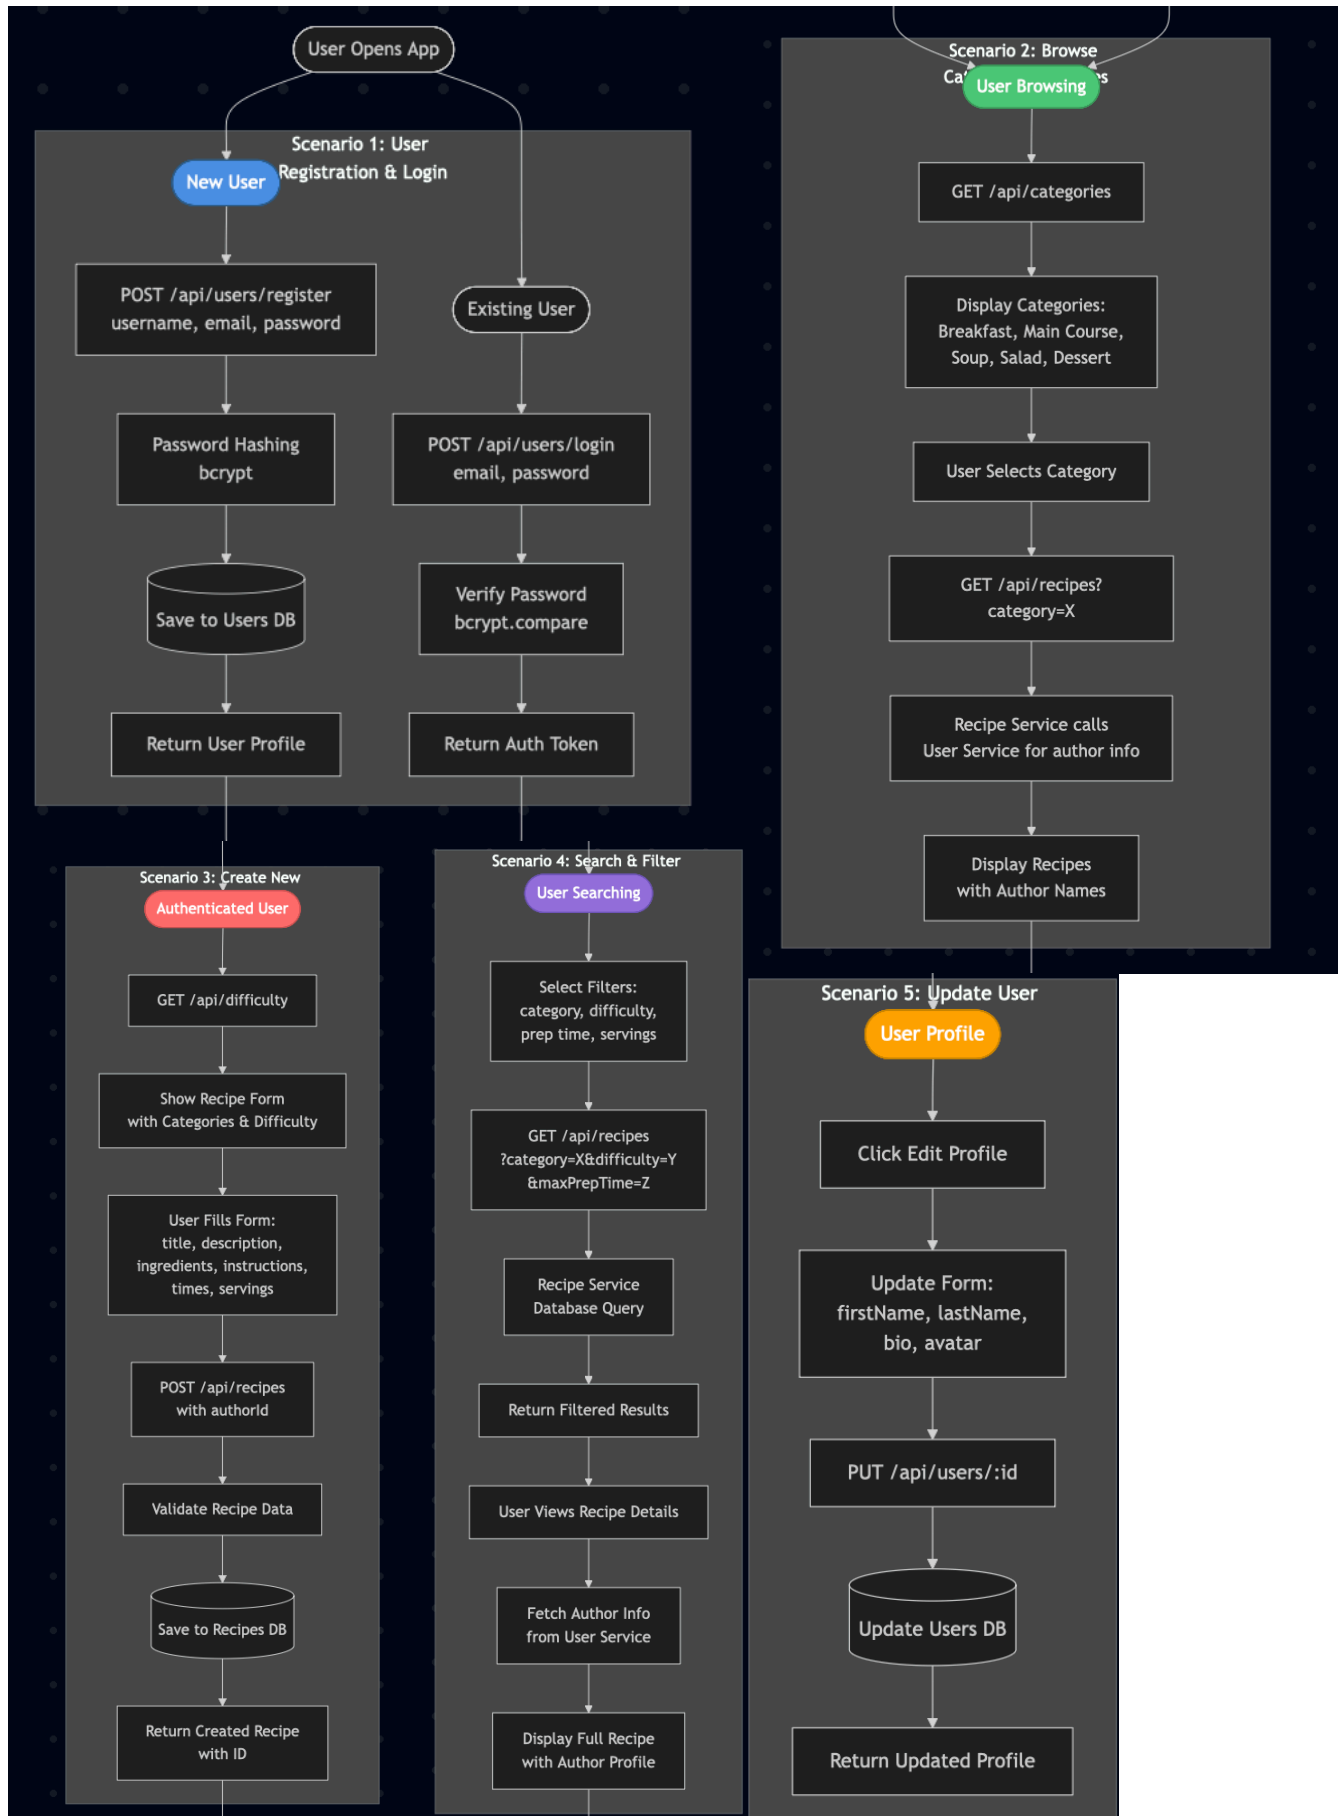 User Opens App
Scenario 1: User
Registration & Login
New User
POST /api/users/register
username, email, password
Password Hashing
bcrypt
Save to Users DB
Return User Profile
Existing User
POST /api/users/login
email, password
Verify Password
bcrypt.compare
Return Auth Token
Scenario 2: Browse
User Browsing
GET /api/categories
Display Categories:
Breakfast, Main Course,
Soup, Salad, Dessert
User Selects Category
GET /api/recipes?
category=X
Recipe Service calls
User Service for author info
Display Recipes
with Author Names
Scenario 3: Create New
Authenticated User
GET /api/difficulty
Show Recipe Form
with Categories & Difficulty
User Fills Form:
title, description,
ingredients, instructions,
times, servings
POST /api/recipes
with authorId
Validate Recipe Data
Save to Recipes DB
Return Created Recipe
with ID
Scenario 4: Search & Filter
User Searching
Select Filters:
category, difficulty,
prep time, servings
GET /api/recipes
?category=X&difficulty=Y
&maxPrepTime=Z
Recipe Service
Database Query
Return Filtered Results
User Views Recipe Details
Fetch Author Info
from User Service
Display Full Recipe
with Author Profile
Scenario 5: Update User
User Profile
Click Edit Profile
Update Form:
firstName, lastName,
bio, avatar
PUT /api/users/:id
Update Users DB
Return Updated Profile